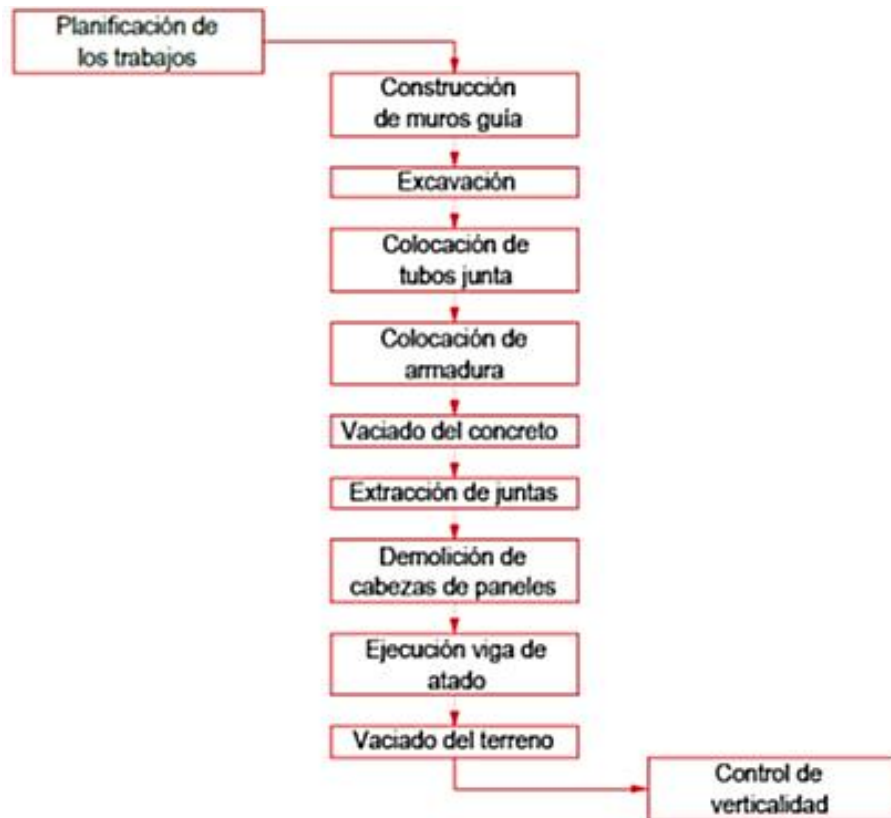 Planificación de
los trabajos
Construcción
de muros guía
Excavación
Colocación de
tubos junta
Colocación de
armadura
Vaciado del concreto
Extracción de juntas
Demolición de
cabezas de paneles
Ejecución viga de
atado
Vaciado del terreno
Control de
verticalidad